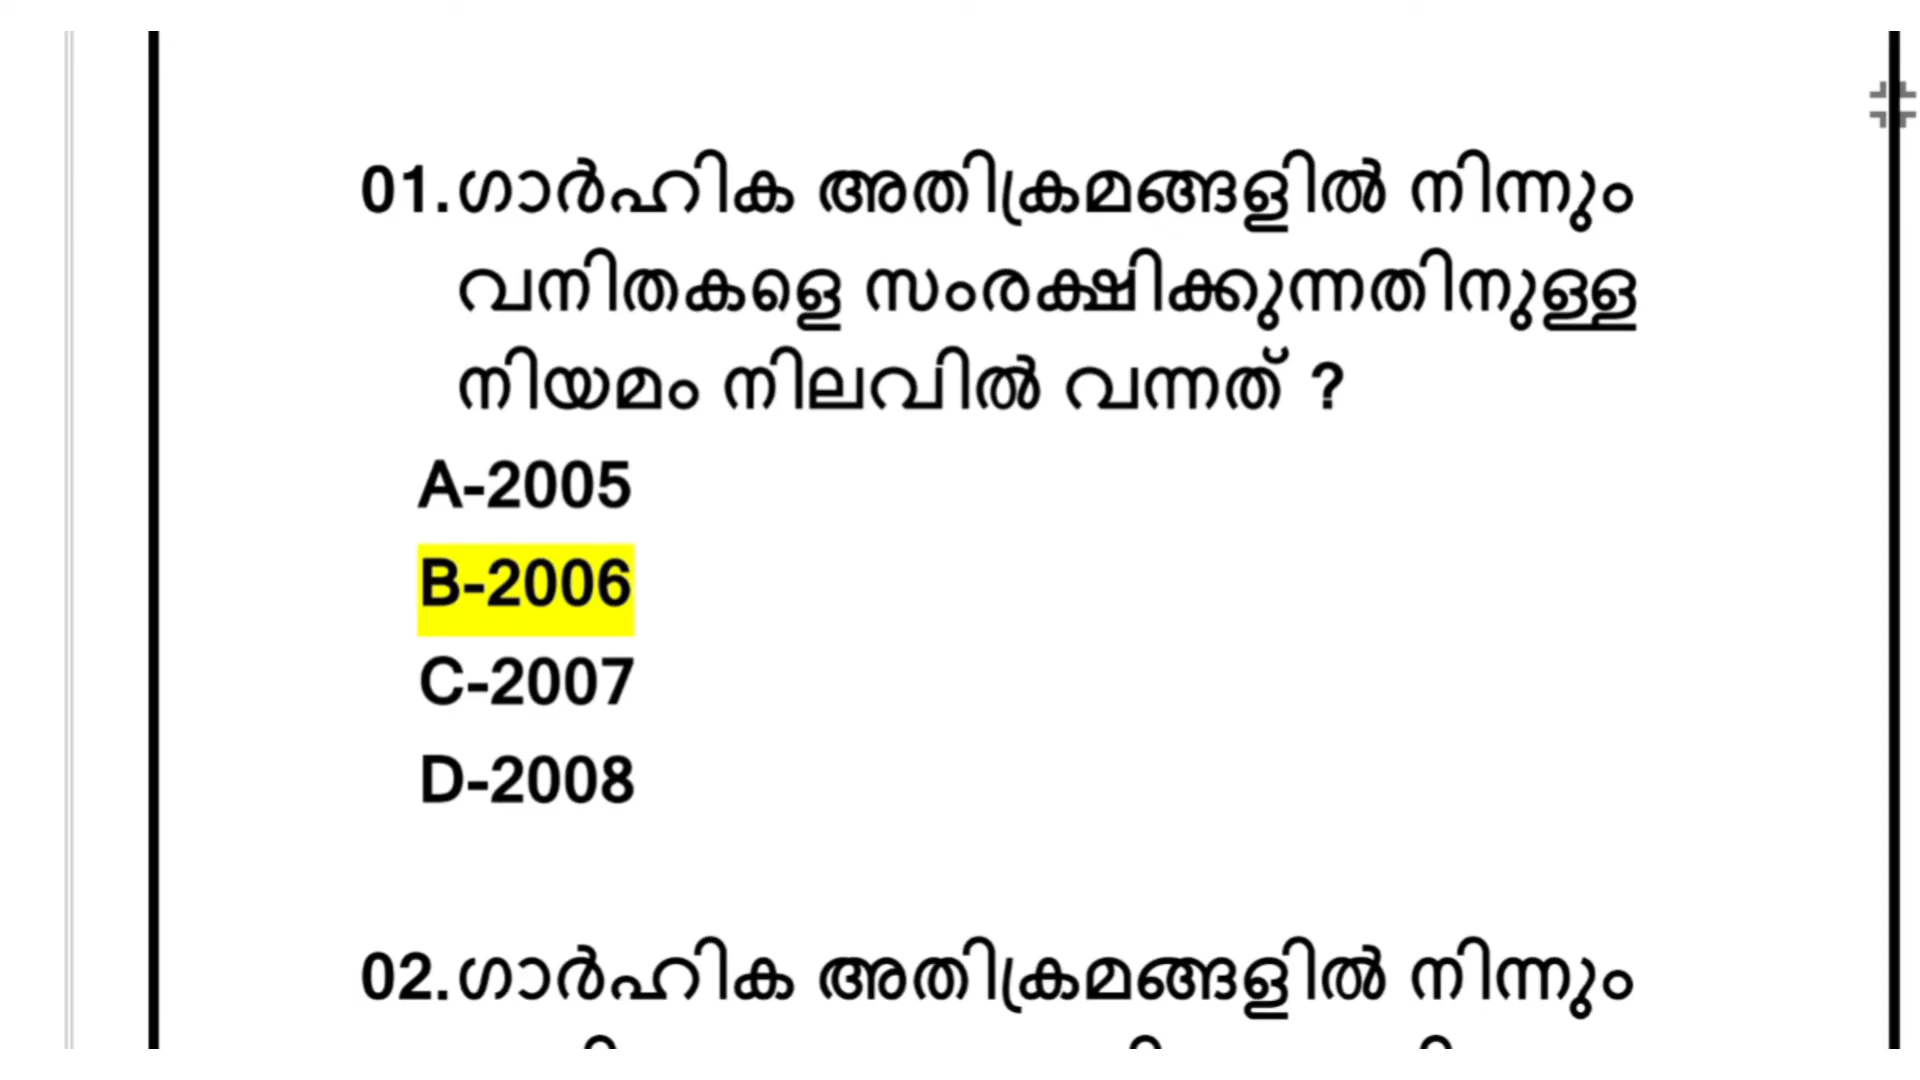 01.ഗാർഹിക അതിക്രമങ്ങളിൽ നിന്നും
വനിതകളെ സംരക്ഷിക്കുന്നതിനുള്ള
നിയമം നിലവിൽ വന്നത് ?
A-2005
B-2006
C-2007
D-2008
02.ഗാർഹിക അതിക്രമങ്ങളിൽ നിന്നും